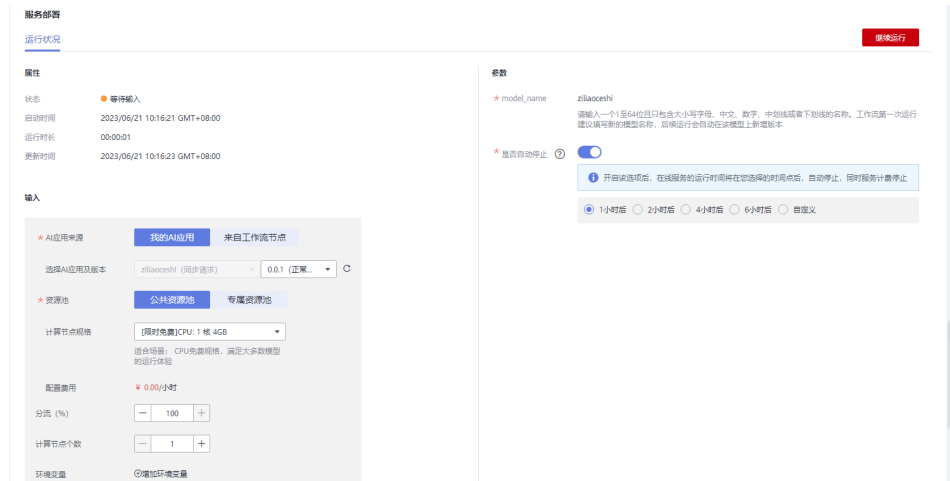 服务部署
运行状况
继续运行
属性
状态
等待输入
启动时间
2023/06/21 10:16:21 GMT+08:00
运行时长
00:00:01
更新时间
2023/06/21 10:16:23 GMT+08:00
输入
* AI应用来源
我的AI应用
来自工作流节点
选择AI应用及版本
ziliaoceshi（同步请求）
0.0.1（正常...
* 资源池
公共资源池
专属资源池
计算节点规格
[限时免费]CPU: 1 核 4GB
适合场景： CPU免费规格，满足大多数模型
的运行体验
配置费用
¥ 0.00/小时
分流（%）
100
计算节点个数
1
环境变量
增加环境变量
参数
* model_name
ziliaoceshi
请输入一个1至64位且只包含大小写字母、中文、数字、中划线或者下划线的名称。工作流第一次运行
建议填写新的模型名称，后续运行会自动在该模型上新增版本
* 是否自动停止
开启该选项后，在线服务的运行时间将在您选择的时间点后，自动停止，同时服务计费停止
1小时后
2小时后
4小时后
6小时后
自定义